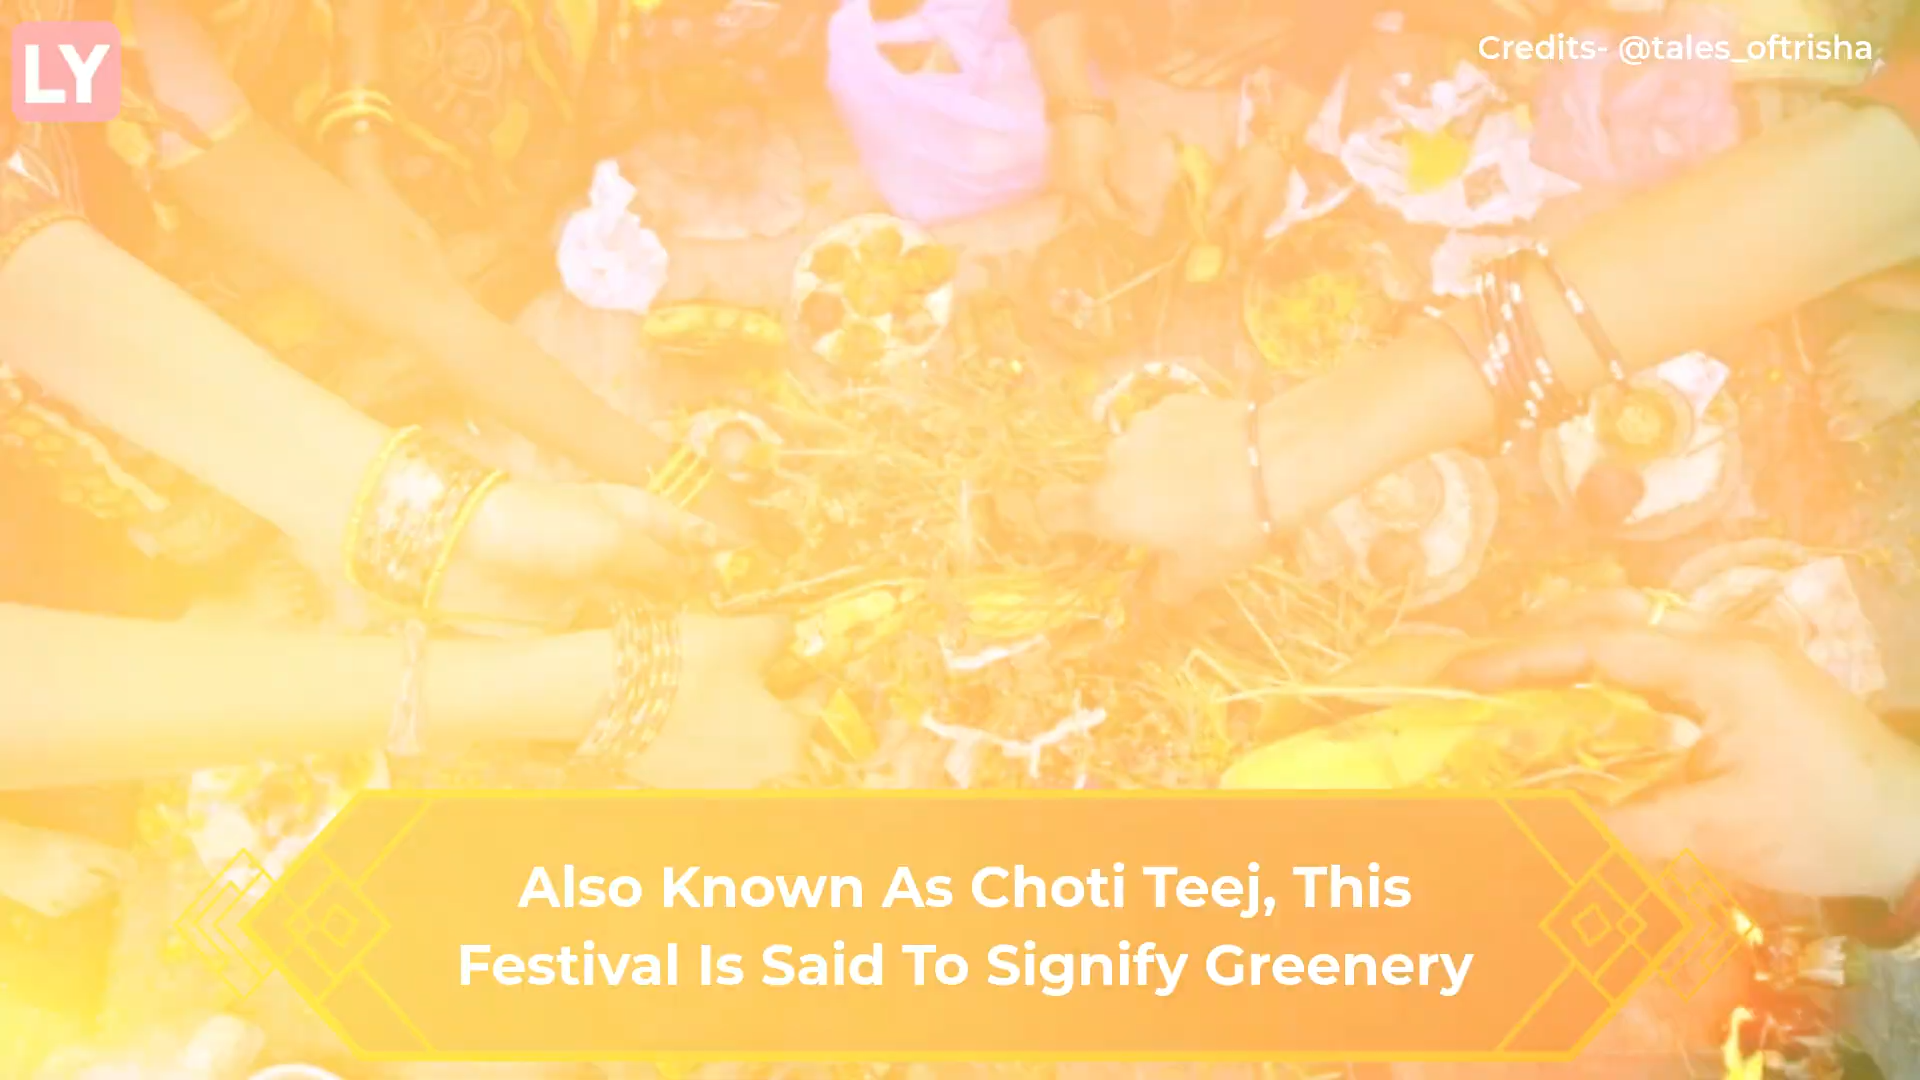 LY
Credits- @tales_oftrisha
Also Known As Choti Teej, This
Festival Is Said To Signify Greenery